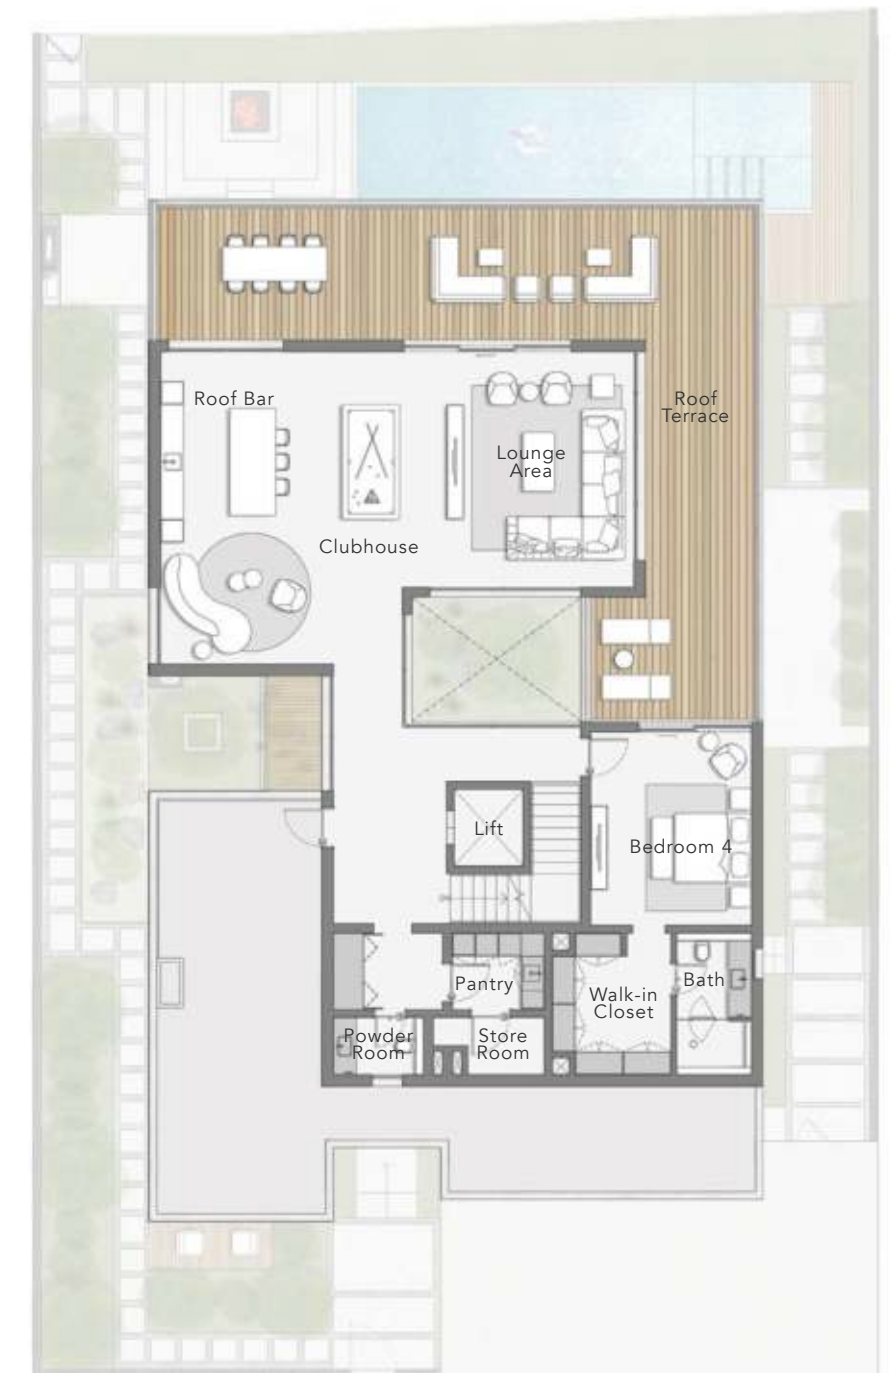 Roof Bar
Roof
Terrace
Lounge
Area
Clubhouse
Lift
Bedroom 4
Pantry
Bath
Walk-in
Closet
Powder
Room
Store
Room